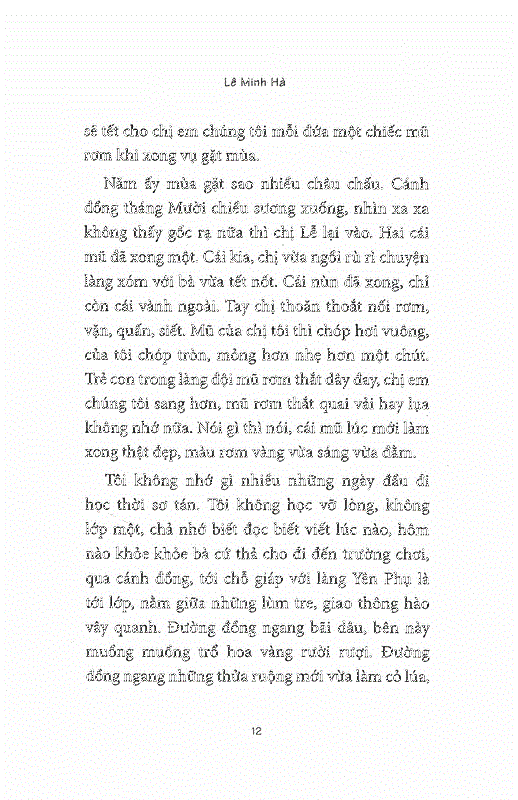 Lê Minh Hà
sẽ tết cho chị em chúng tôi mỗi đứa một chiếc mũ
rơm khi xong vụ gặt mùa.
Năm ấy mùa gặt sao nhiều châu chấu. Cánh
đồng tháng Mười chiều sương xuống, nhìn xa xa
không thấy gốc rạ nữa thì chị Lễ lại vào. Hai cái
mũ đã xong một. Cái kia, chị vừa ngồi rủ rỉ chuyện
làng xóm với bà vừa tết nốt. Cái nùn đã xong, chỉ
còn cái vành ngoài. Tay chị thoăn thoắt nối rơm,
vặn, quấn, siết. Mũ của chị tôi thì chóp hơi vuông,
của tôi chóp tròn, mỏng hơn nhẹ hơn một chút.
Trẻ con trong làng đội mũ rơm thắt dây đay, chị em
chúng tôi sang hơn, mũ rơm thắt quai vải hay lụa
không nhớ nữa. Nói gì thì nói, cái mũ lúc mới làm
xong thật đẹp, màu rơm vàng vừa sáng vừa đằm.
Tôi không nhớ gì nhiều những ngày đầu đi
học thời sơ tán. Tôi không học vỡ lòng, không
lớp một, chả nhớ biết đọc biết viết lúc nào, hôm
nào khỏe khỏe bà cứ thả cho đi đến trường chơi,
qua cánh đồng, tới chỗ giáp với làng Yên Phụ là
tới lớp, nằm giữa những lùm tre, giao thông hào
vây quanh. Đường đồng ngang bãi dâu, bên này
muồng muồng trổ hoa vàng rười rượi. Đường
đồng ngang những thửa ruộng mới vừa làm cỏ lúa,
12